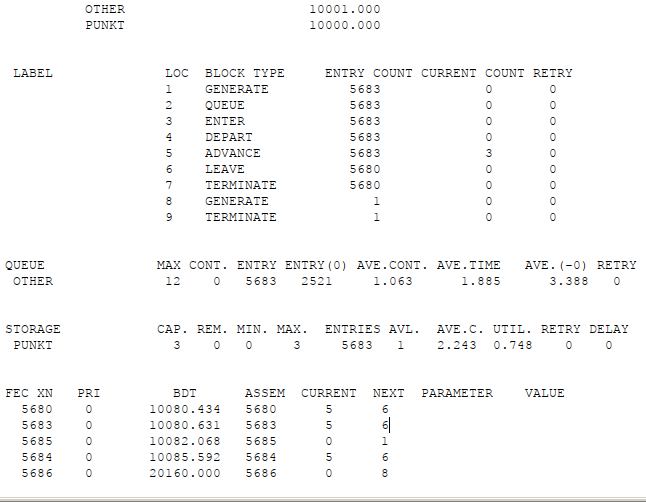 OTHER 10001.000
PUNKT 10000.000
LABEL LOC BLOCK TYPE ENTRY COUNT CURRENT COUNT RETRY
1 GENERATE 5683 0 0
2 QUEUE 5683 0 0
3 ENTER 5683 0 0
4 DEPART 5683 0 0
5 ADVANCE 5683 3 0
6 LEAVE 5680 0 0
7 TERMINATE 5680 0 0
8 GENERATE 1 0 0
9 TERMINATE 1 0 0
QUEUE MAX CONT. ENTRY ENTRY(0) AVE.CONT. AVE.TIME AVE.(-0) RETRY
OTHER 12 0 5683 2521 1.063 1.885 3.388 0
STORAGE CAP. REM. MIN. MAX. ENTRIES AVL. AVE.C. UTIL. RETRY DELAY
PUNKT 3 0 0 3 5683 1 2.243 0.748 0 0
FEC XN PRI BDT ASSEM CURRENT NEXT PARAMETER VALUE
5680 0 10080.434 5680 5 6
5683 0 10080.631 5683 5 6
5685 0 10082.068 5685 0 1
5684 0 10085.592 5684 5 6
5686 0 20160.000 5686 0 8